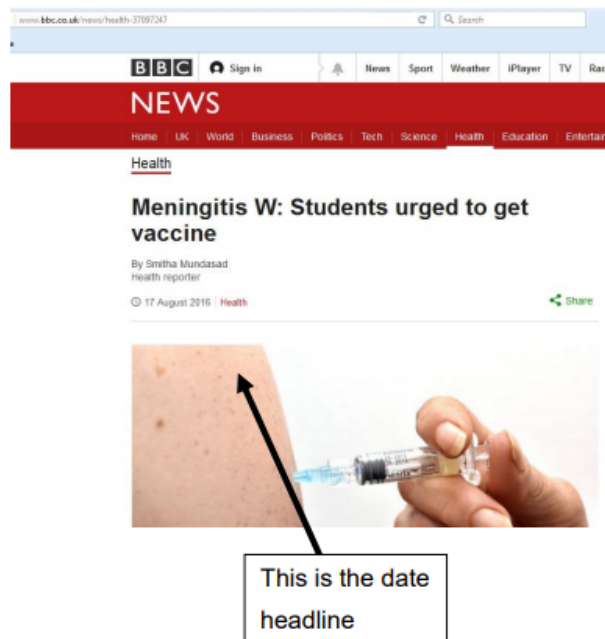 www.bbc.co.uk/news/health-37097247 Search
BBC Sign in News Sport Weather iPlayer TV Rad
NEWS
Home UK World Business Politics Tech Science Health Education Entertain
Health
Meningitis W: Students urged to get
vaccine
By Smitha Mundasad
Health reporter
17 August 2016 Health Share
This is the date
headline